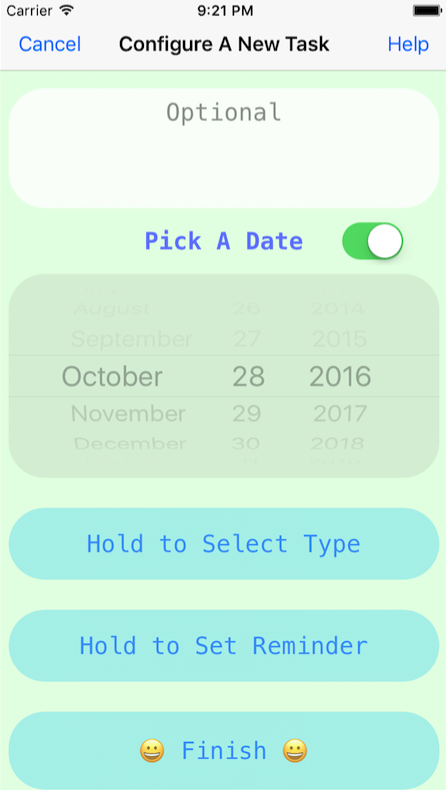 Carrier 9:21 PM
Cancel Configure A New Task Help
Optional
Pick A Date
August 26 2014
September 27 2015
October 28 2016
November 29 2017
December 30 2018
Hold to Select Type
Hold to Set Reminder
😀 Finish 😀